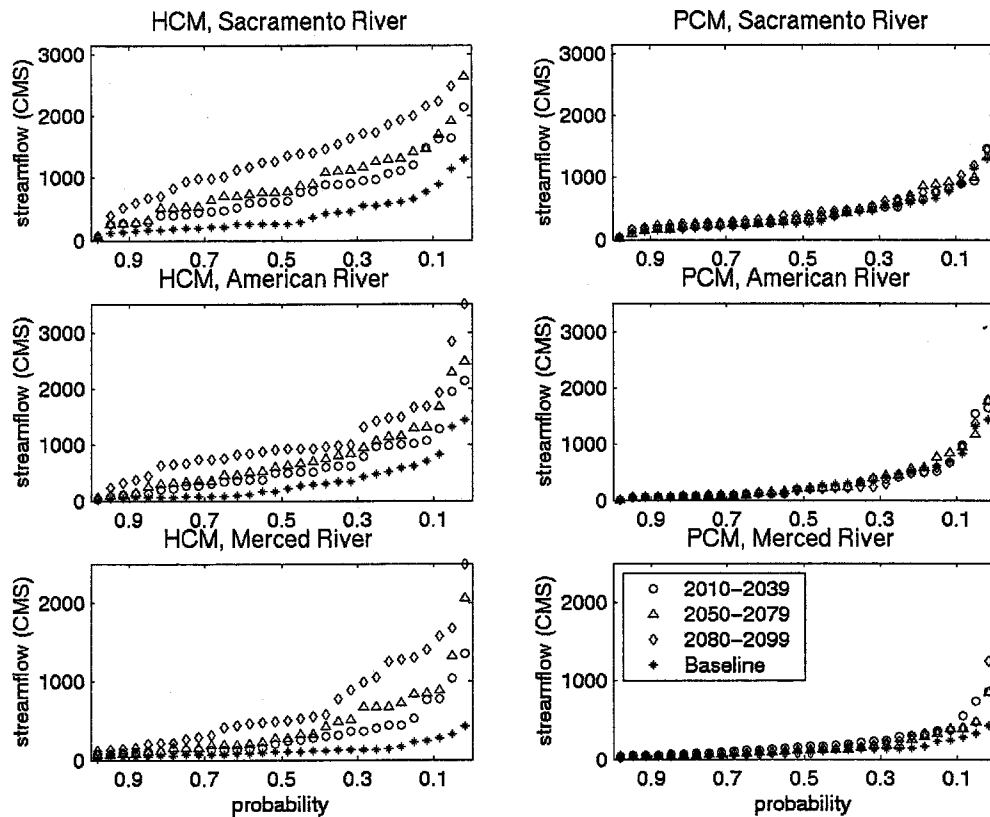 HCM, Sacramento River
streamflow (CMS)
3000
2000
1000
0
0.9 0.7 0.5 0.3 0.1
PCM, Sacramento River
streamflow (CMS)
3000
2000
1000
0
0.9 0.7 0.5 0.3 0.1
HCM, American River
streamflow (CMS)
3000
2000
1000
0
0.9 0.7 0.5 0.3 0.1
PCM, American River
streamflow (CMS)
3000
2000
1000
0
0.9 0.7 0.5 0.3 0.1
HCM, Merced River
streamflow (CMS)
2000
1000
0
0.9 0.7 0.5 0.3 0.1
probability
PCM, Merced River
streamflow (CMS)
2000
1000
0
2010-2039
2050-2079
2080-2099
Baseline
0.9 0.7 0.5 0.3 0.1
probability